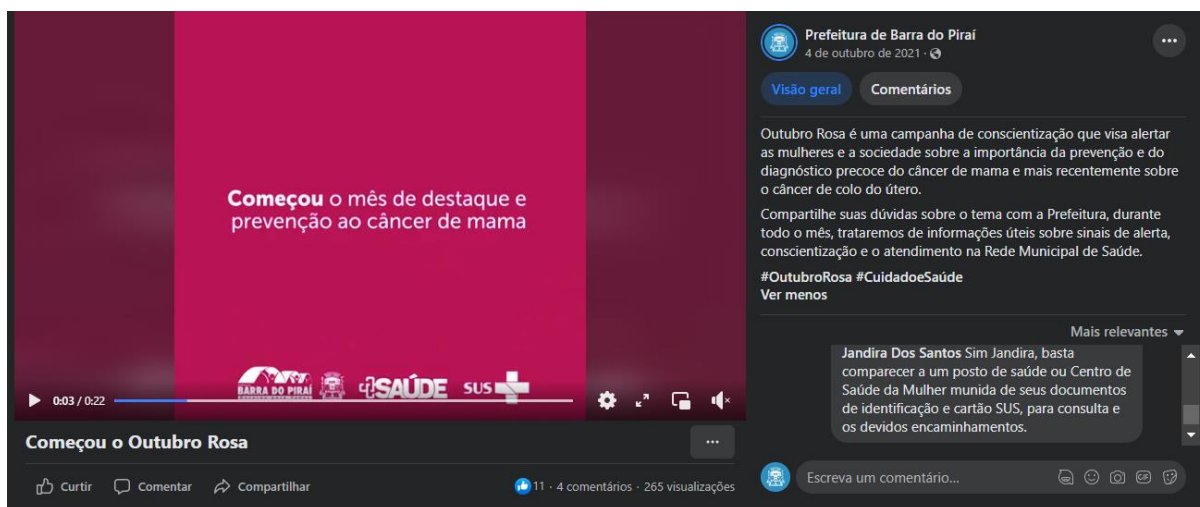 Começou o mês de destaque e
prevenção ao câncer de mama
BARRA DO PIRAÍ
SAÚDE
SUS
0:03 / 0:22
Começou o Outubro Rosa
Curtir
Comentar
Compartilhar
11 · 4 comentários · 265 visualizações
Prefeitura de Barra do Piraí
4 de outubro de 2021 ·
Visão geral
Comentários
Outubro Rosa é uma campanha de conscientização que visa alertar
as mulheres e a sociedade sobre a importância da prevenção e do
diagnóstico precoce do câncer de mama e mais recentemente sobre
o câncer de colo do útero.
Compartilhe suas dúvidas sobre o tema com a Prefeitura, durante
todo o mês, trataremos de informações úteis sobre sinais de alerta,
conscientização e o atendimento na Rede Municipal de Saúde.
#OutubroRosa #CuidadoeSaúde
Ver menos
Mais relevantes
Jandira Dos Santos Sim Jandira, basta
comparecer a um posto de saúde ou Centro de
Saúde da Mulher munida de seus documentos
de identificação e cartão SUS, para consulta e
os devidos encaminhamentos.
Escreva um comentário...
GIF